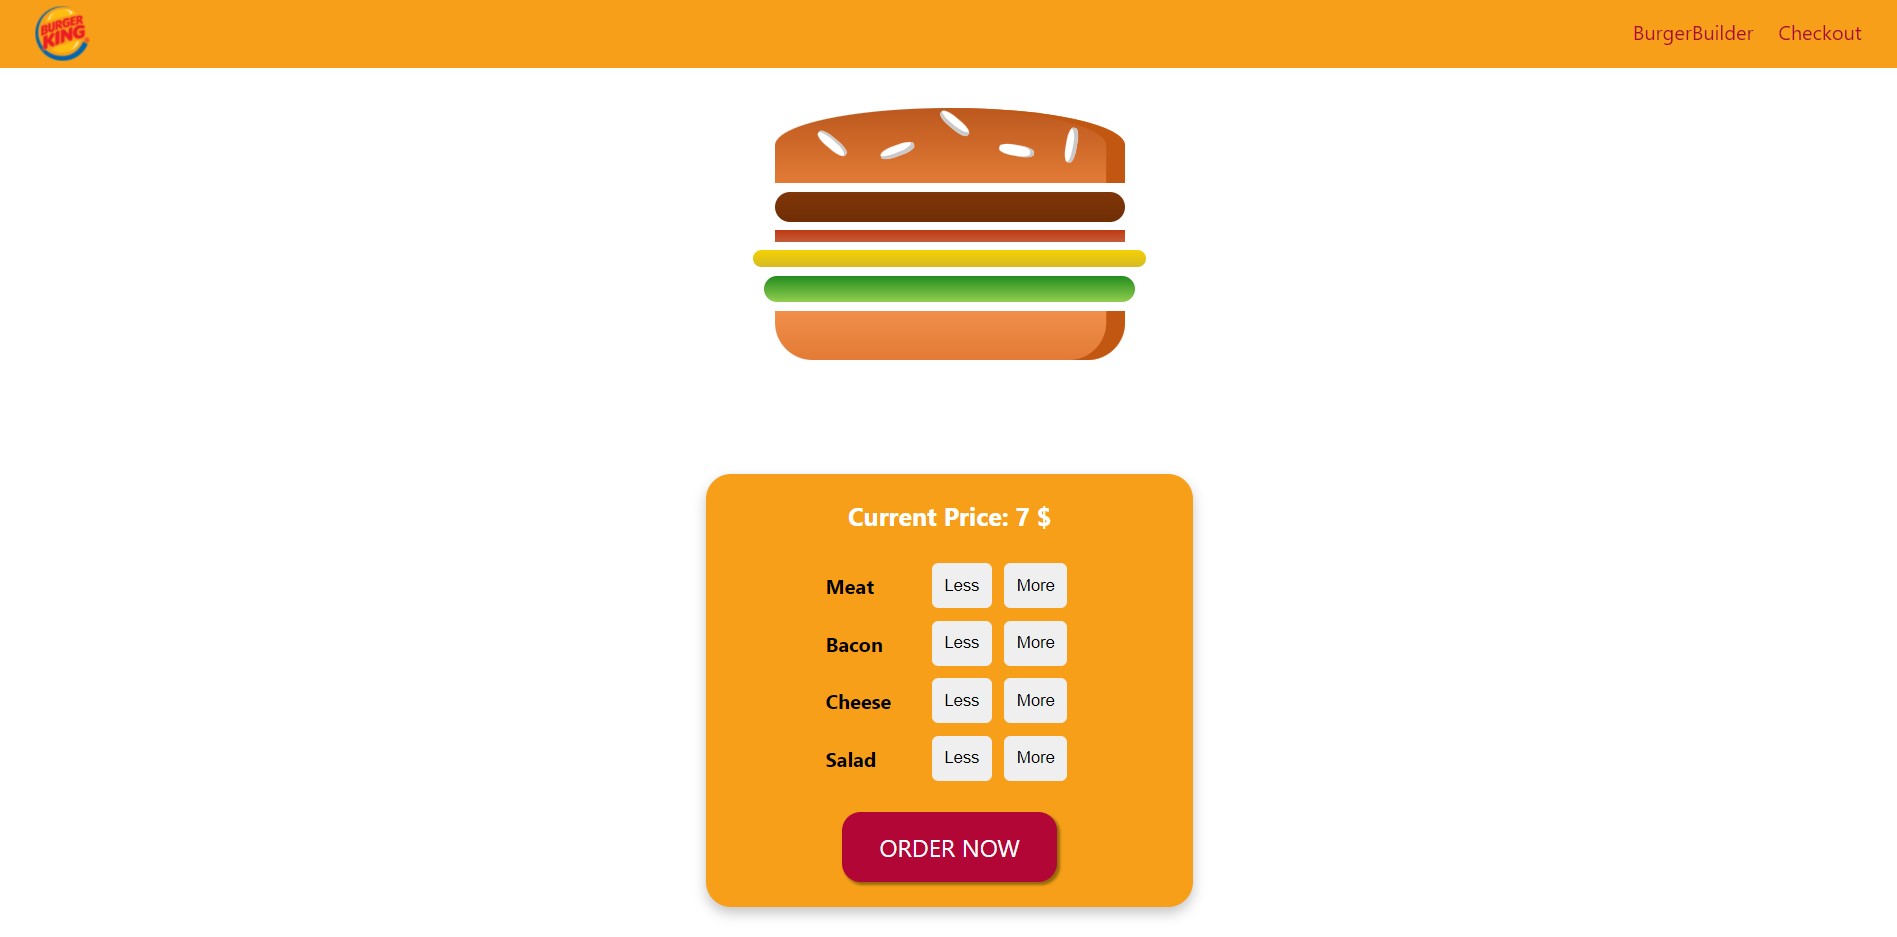 BURGER
KING
BurgerBuilder Checkout
Current Price: 7 $
Meat Less More
Bacon Less More
Cheese Less More
Salad Less More
ORDER NOW